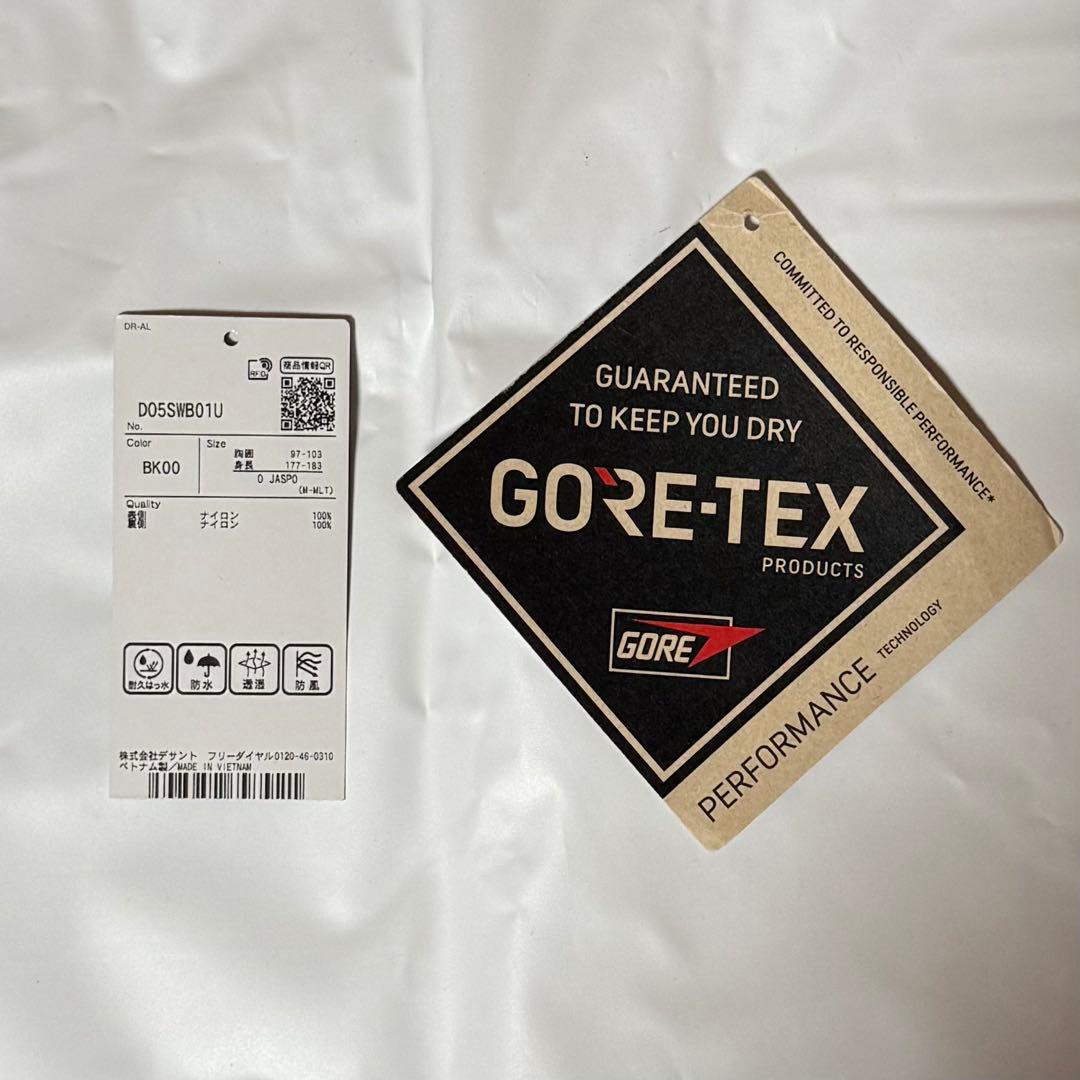 DR-AL
RFID
商品情報QR
DO5SWB01U
No.
Color
BK00
Size
胸囲 97-103
身長 177-183
O JASPO
(M-MLT)
Quality
表側 ナイロン 100%
裏側 ナイロン 100%
耐久はっ水
防水
透湿
防風
株式会社デサント フリーダイヤル0120-46-0310
ベトナム製/MADE IN VIETNAM
COMMITTED TO RESPONSIBLE PERFORMANCE*
GUARANTEED
TO KEEP YOU DRY
GORE-TEX
PRODUCTS
GORE
PERFORMANCE TECHNOLOGY